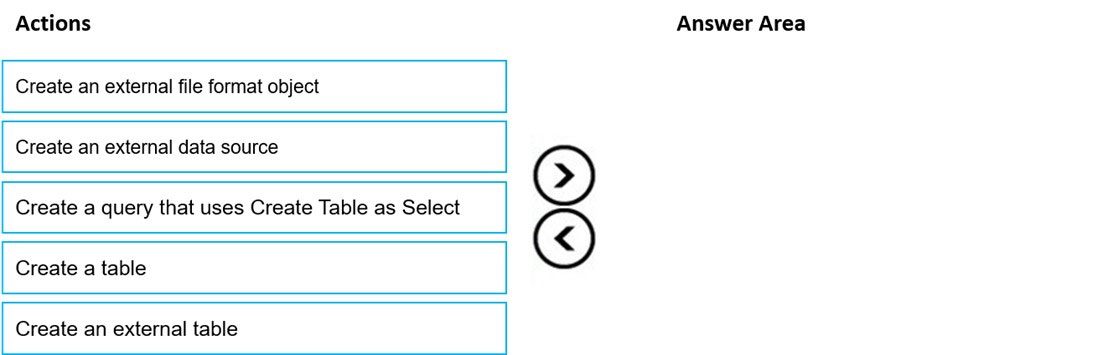 Actions
Answer Area
Create an external file format object
Create an external data source
Create a query that uses Create Table as Select
Create a table
Create an external table